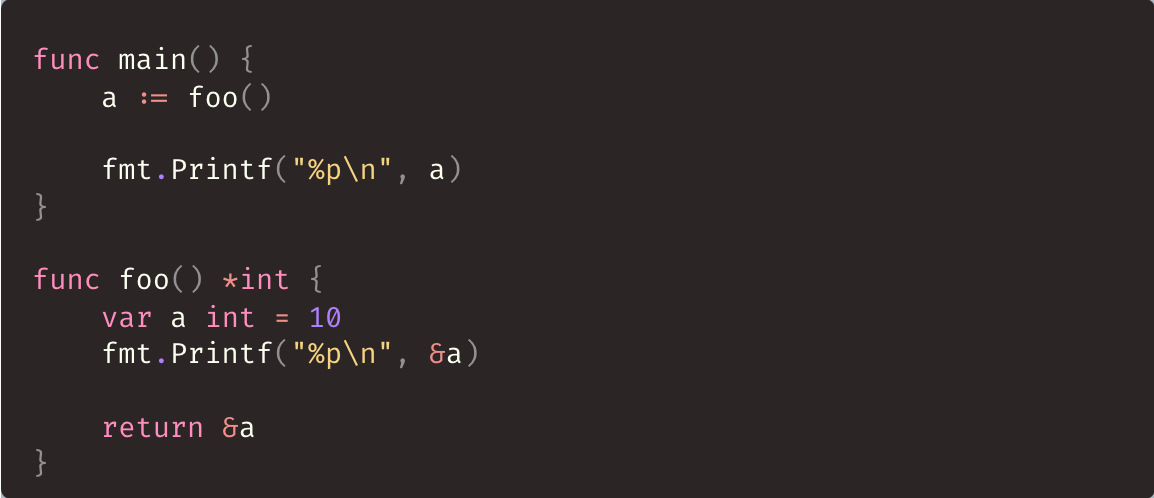 func main() {
    a := foo()

    fmt.Printf("%p\n", a)
}

func foo() *int {
    var a int = 10
    fmt.Printf("%p\n", &a)

    return &a
}